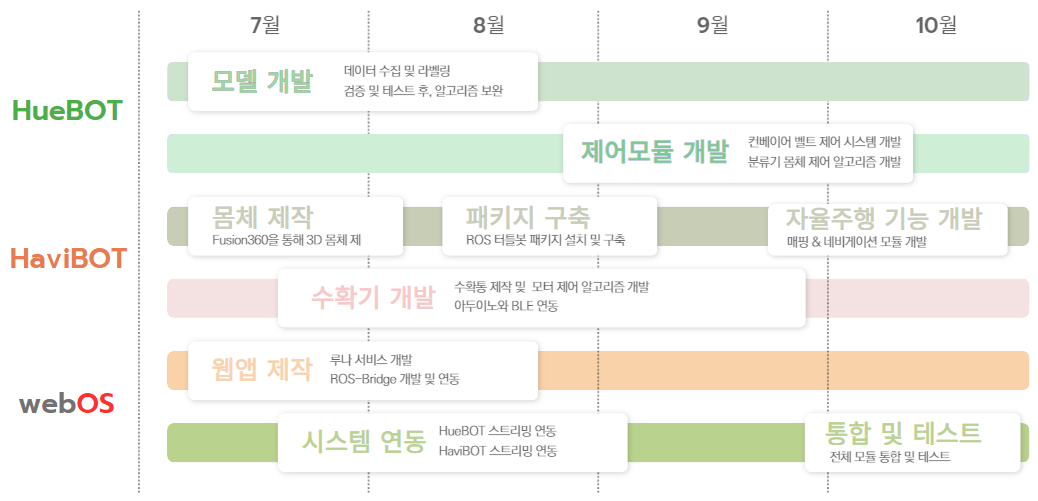 7월 8월 9월 10월
HueBOT
모델 개발
데이터 수집 및 라벨링
검증 및 테스트 후, 알고리즘 보완
제어모듈 개발
컨베이어 벨트 제어 시스템 개발
분류기 몸체 제어 알고리즘 개발
HaviBOT
몸체 제작
Fusion360을 통해 3D 몸체 제
패키지 구축
ROS 터틀봇 패키지 설치 및 구축
자율주행 기능 개발
매핑 & 네비게이션 모듈 개발
수확기 개발
수확통 제작 및 모터 제어 알고리즘 개발
아두이노와 BLE 연동
webOS
웹앱 제작
루나 서비스 개발
ROS-Bridge 개발 및 연동
시스템 연동
HueBOT 스트리밍 연동
HaviBOT 스트리밍 연동
통합 및 테스트
전체 모듈 통합 및 테스트